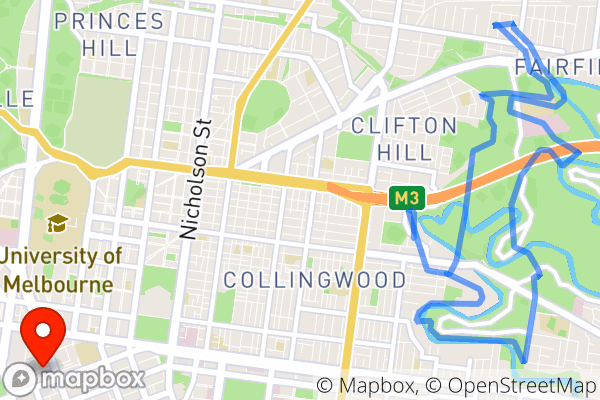 PRINCES
HILL
FAIRFI
LLE
CLIFTON
HILL
Nicholson St
M3
University of
Melbourne
COLLINGWOOD
mapbox
© Mapbox, © OpenStreetMap